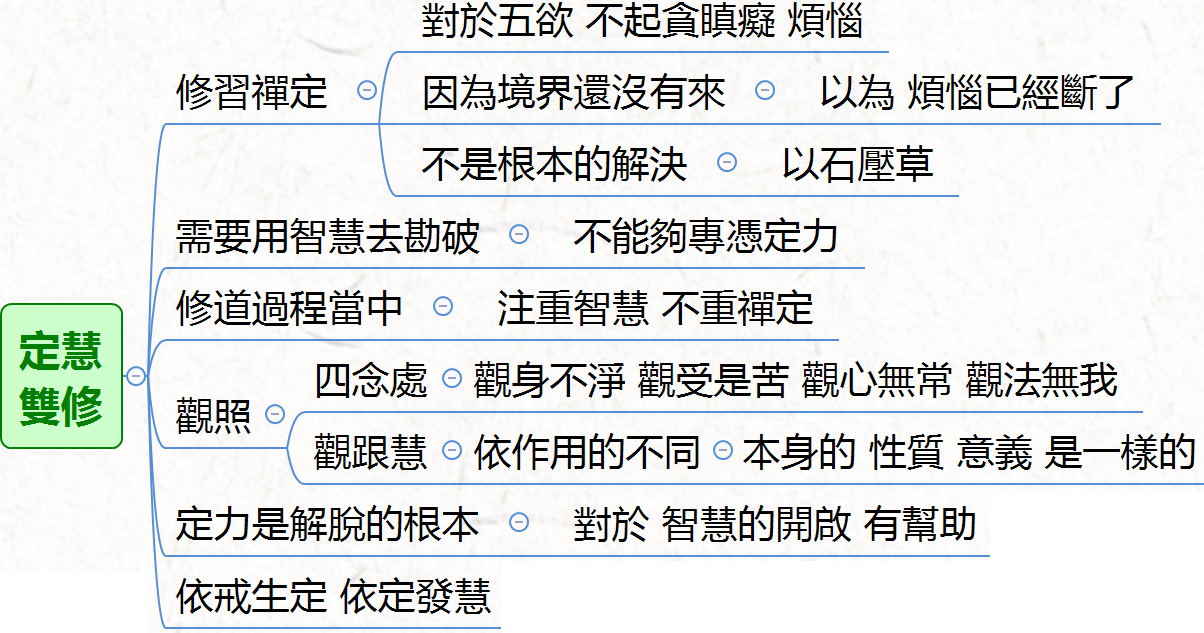 定慧
雙修
修習禪定
對於五欲 不起貪瞋癡 煩惱
因為境界還沒有來 以為 煩惱已經斷了
不是根本的解決 以石壓草
需要用智慧去勘破 不能夠專憑定力
修道過程當中 注重智慧 不重禪定
觀照
四念處 觀身不淨 觀受是苦 觀心無常 觀法無我
觀跟慧 依作用的不同 本身的 性質 意義 是一樣的
定力是解脫的根本 對於 智慧的開啟 有幫助
依戒生定 依定發慧